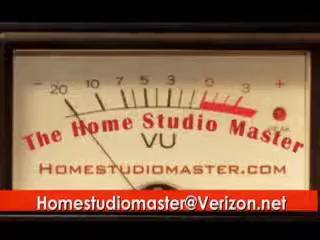 - 20 10 7 5 3 0 3 +
The Home Studio Master
VU
HOMESTUDIOMASTER.COM
Homestudiomaster@Verizon.net